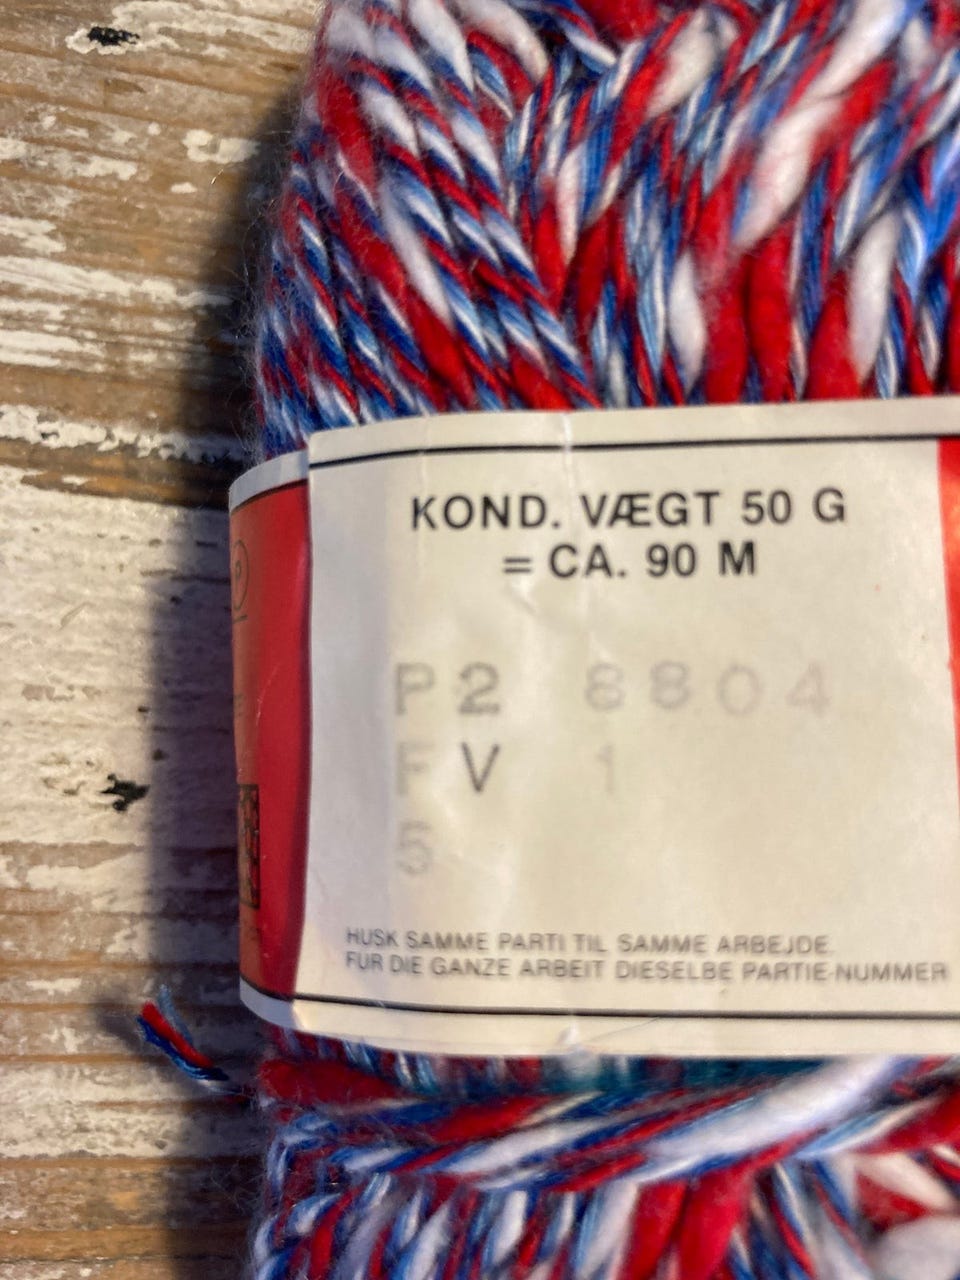 KOND. VÆGT 50 G
= CA. 90 M
P2 8804
FV 1
5
HUSK SAMME PARTI TIL SAMME ARBEJDE.
FUR DIE GANZE ARBEIT DIESELBE PARTIE-NUMMER